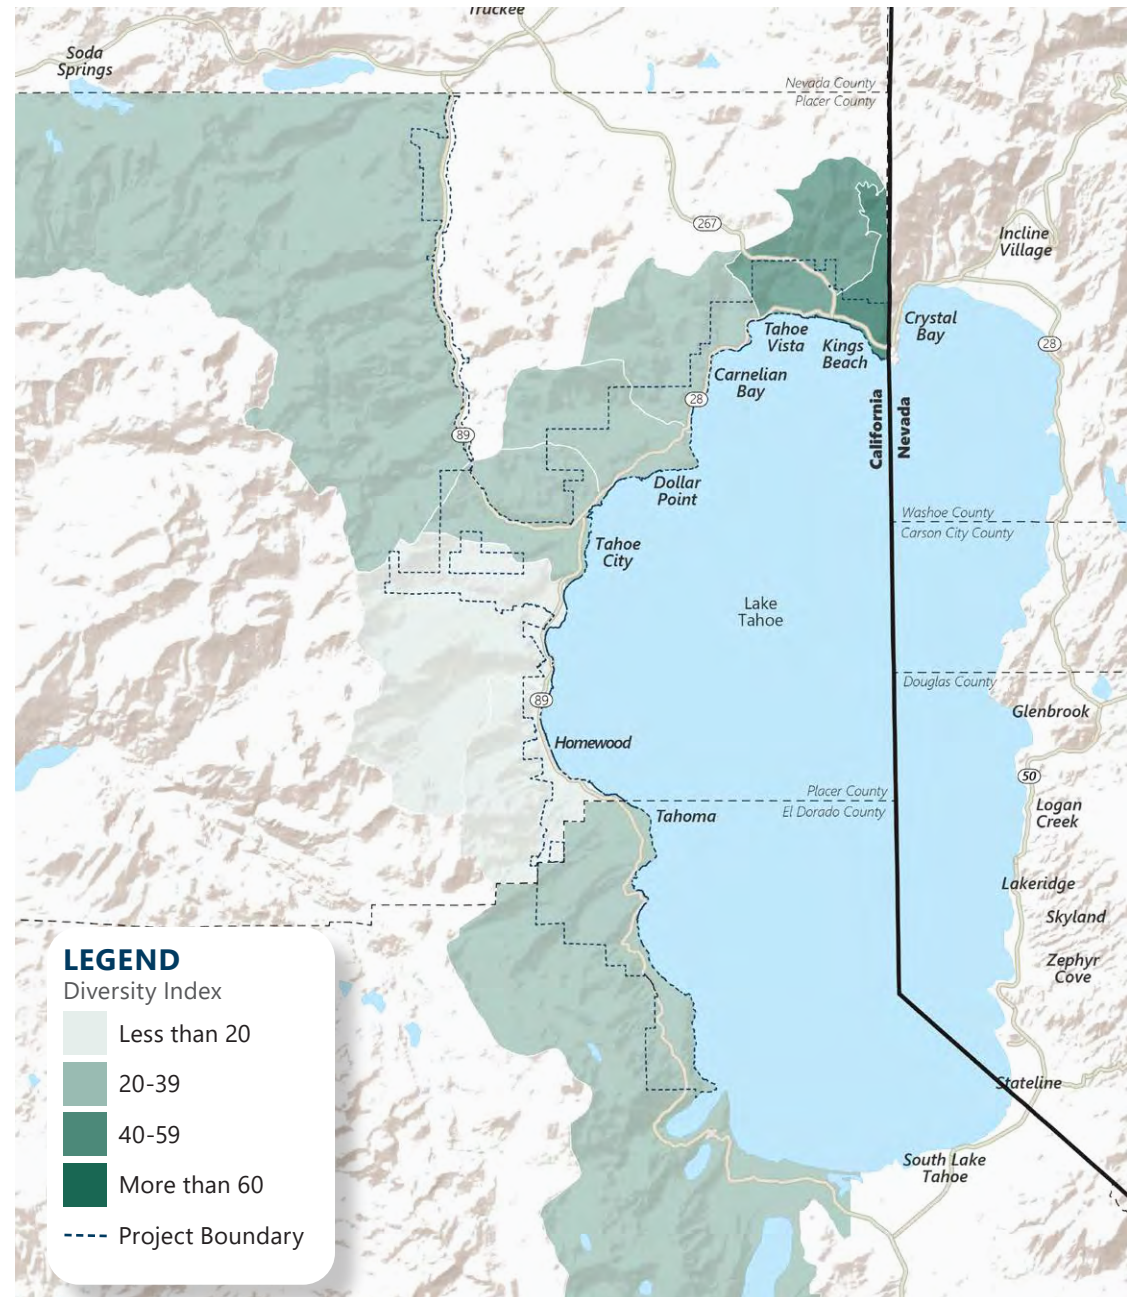 Truckee
Soda
Springs
Nevada County
Placer County
267
Incline
Village
Crystal
Bay
Tahoe
Vista
Kings
Beach
28
Carnelian
Bay
28
California
Nevada
89
Dollar
Point
Washoe County
Carson City County
Tahoe
City
Lake
Tahoe
Douglas County
89
Glenbrook
Homewood
50
Placer County
El Dorado County
Logan
Creek
Tahoma
Lakeridge
Skyland
Zephyr
Cove
Stateline
South Lake
Tahoe
LEGEND
Diversity Index
Less than 20
20-39
40-59
More than 60
Project Boundary